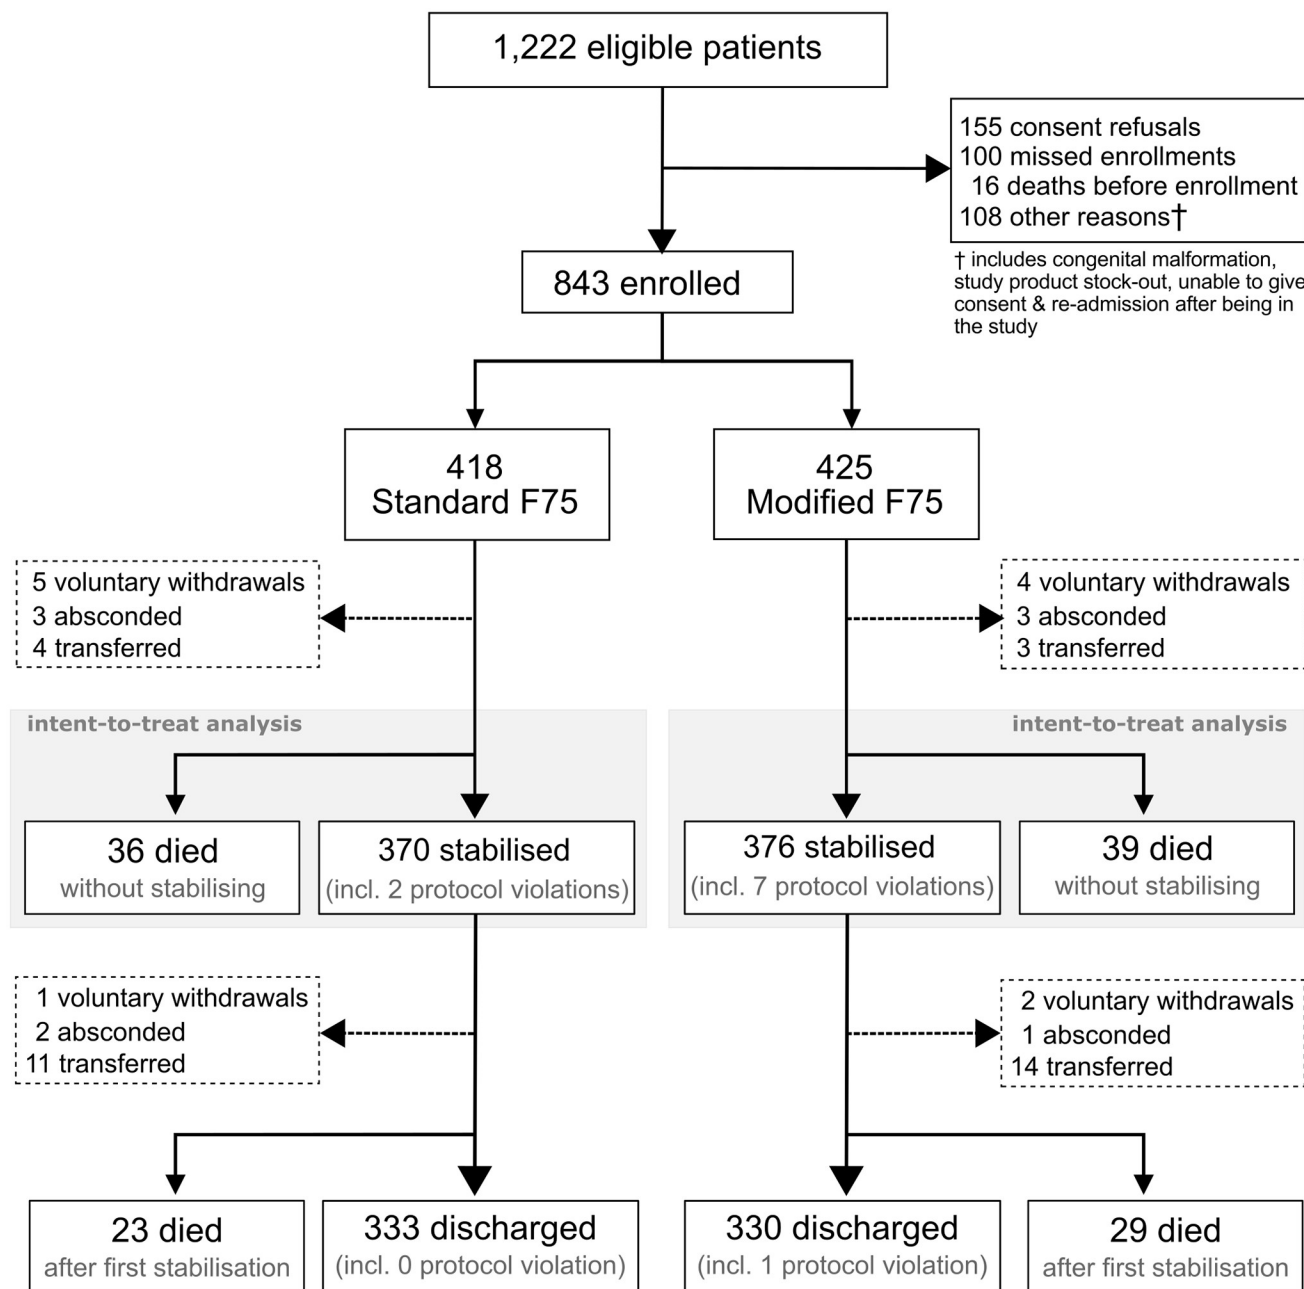 1,222 eligible patients
155 consent refusals
100 missed enrollments
16 deaths before enrollment
108 other reasons†
† includes congenital malformation,
study product stock-out, unable to give
consent & re-admission after being in
the study
843 enrolled
418
Standard F75
425
Modified F75
5 voluntary withdrawals
3 absconded
4 transferred
4 voluntary withdrawals
3 absconded
3 transferred
intent-to-treat analysis
intent-to-treat analysis
36 died
without stabilising
370 stabilised
(incl. 2 protocol violations)
376 stabilised
(incl. 7 protocol violations)
39 died
without stabilising
1 voluntary withdrawals
2 absconded
11 transferred
2 voluntary withdrawals
1 absconded
14 transferred
23 died
after first stabilisation
333 discharged
(incl. 0 protocol violation)
330 discharged
(incl. 1 protocol violation)
29 died
after first stabilisation